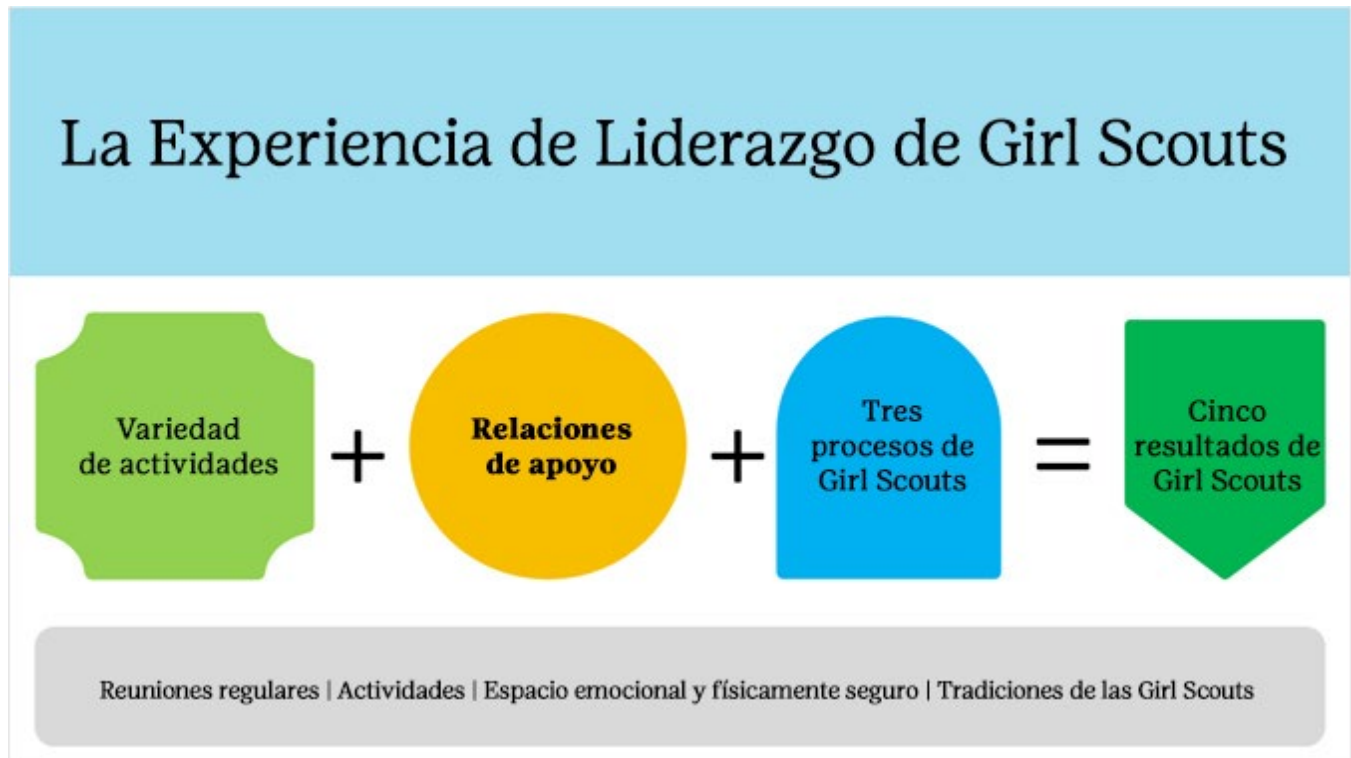 La Experiencia de Liderazgo de Girl Scouts
Variedad
de actividades
+
Relaciones
de apoyo
+
Tres
procesos de
Girl Scouts
=
Cinco
resultados de
Girl Scouts
Reuniones regulares | Actividades | Espacio emocional y físicamente seguro | Tradiciones de las Girl Scouts